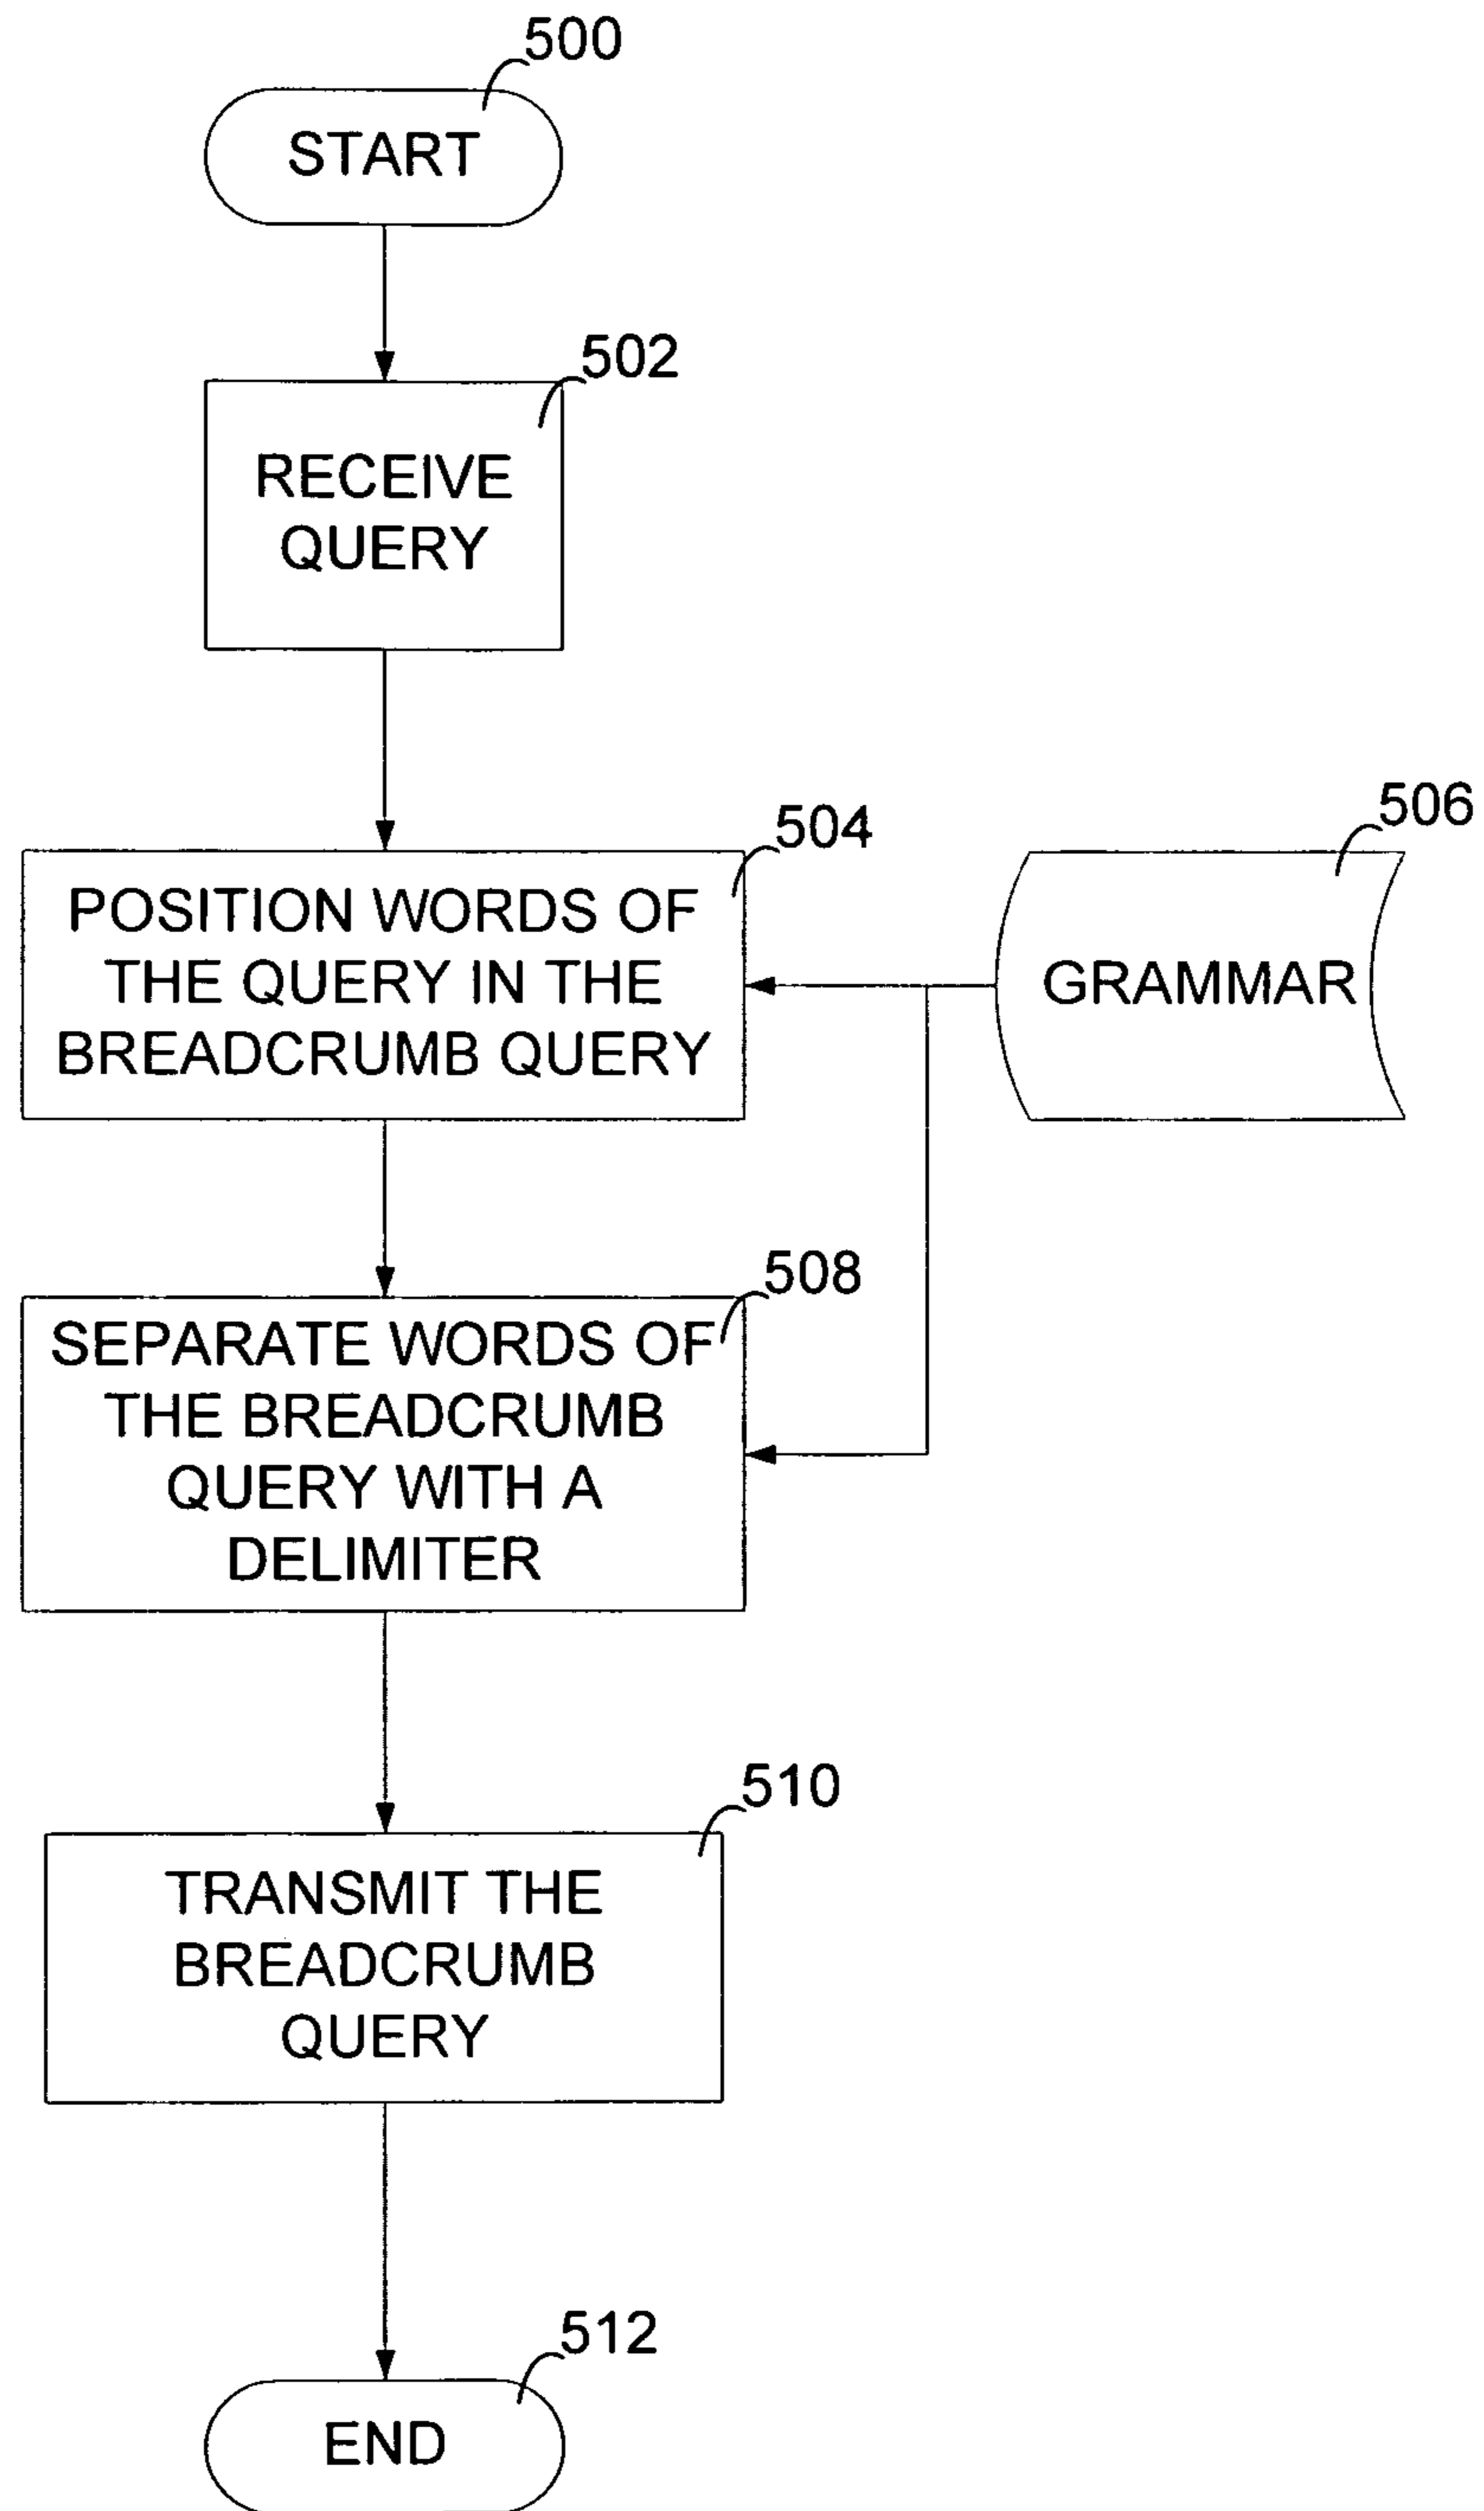 500
START
502
RECEIVE
QUERY
504
POSITION WORDS OF
THE QUERY IN THE
BREADCRUMB QUERY
506
GRAMMAR
508
SEPARATE WORDS OF
THE BREADCRUMB
QUERY WITH A
DELIMITER
510
TRANSMIT THE
BREADCRUMB
QUERY
512
END